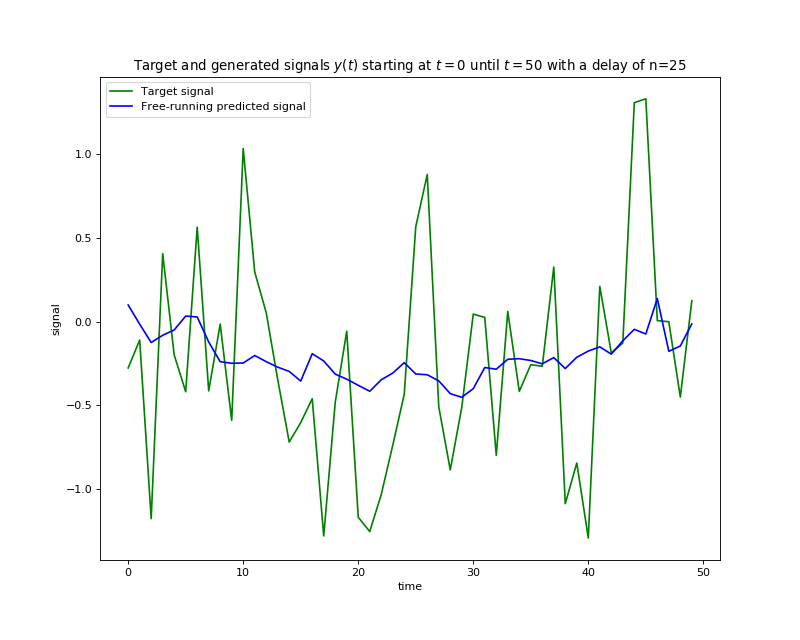 Target and generated signals y(t) starting at t = 0 until t = 50 with a delay of n=25
Target signal
Free-running predicted signal
1.0
0.5
0.0
−0.5
−1.0
signal
0 10 20 30 40 50
time